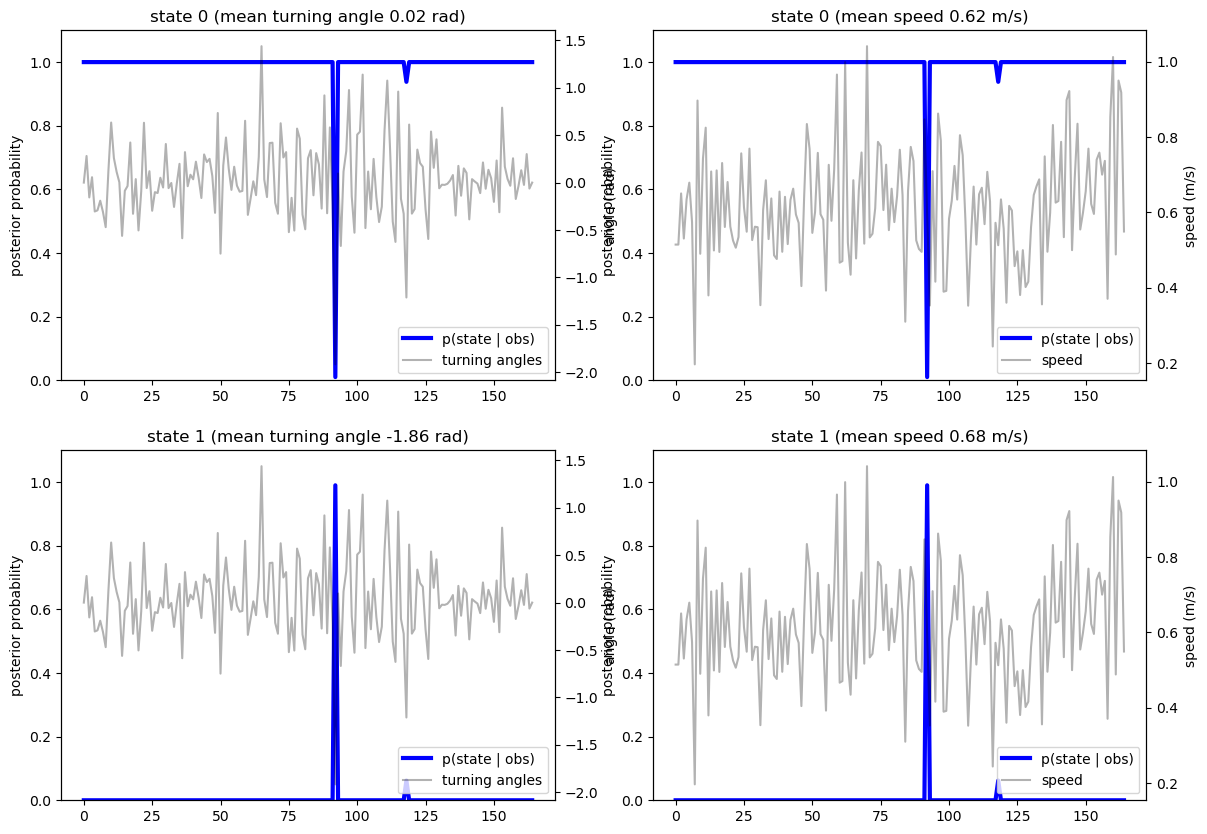 state 0 (mean turning angle 0.02 rad)
1.0
0.8
0.6
0.4
0.2
0.0
posterior probability
1.5
1.0
0.5
0.0
−0.5
−1.0
−1.5
−2.0
angle (rad)
p(state | obs)
turning angles
0 25 50 75 100 125 150
state 0 (mean speed 0.62 m/s)
1.0
0.8
0.6
0.4
0.2
0.0
posterior probability
1.0
0.8
0.6
0.4
0.2
speed (m/s)
p(state | obs)
speed
0 25 50 75 100 125 150
state 1 (mean turning angle -1.86 rad)
1.0
0.8
0.6
0.4
0.2
0.0
posterior probability
1.5
1.0
0.5
0.0
−0.5
−1.0
−1.5
−2.0
angle (rad)
p(state | obs)
turning angles
0 25 50 75 100 125 150
state 1 (mean speed 0.68 m/s)
1.0
0.8
0.6
0.4
0.2
0.0
posterior probability
1.0
0.8
0.6
0.4
0.2
speed (m/s)
p(state | obs)
speed
0 25 50 75 100 125 150